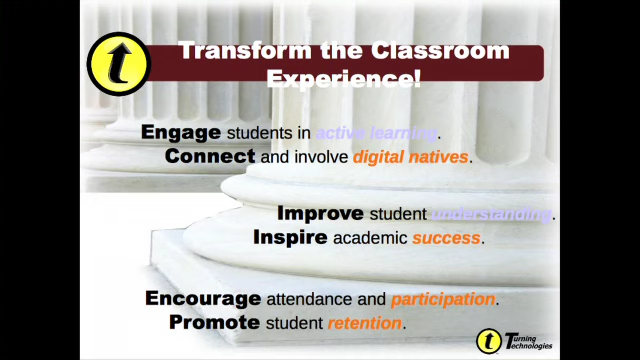 t
Transform the Classroom
Experience!
Engage students in active learning.
Connect and involve digital natives.
Improve student understanding.
Inspire academic success.
Encourage attendance and participation.
Promote student retention.
t Turning
Technologies